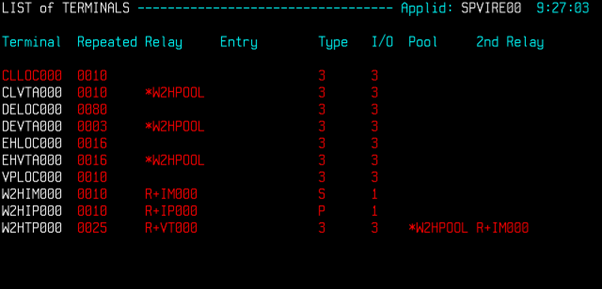 LIST of TERMINALS ---------------------------------- Applid: SPVIRE00 9:27:03
Terminal Repeated Relay Entry Type I/O Pool 2nd Relay
CLLOC000 0010 3 3
CLVTA000 0010 *W2HPOOL 3 3
DELOC000 0080 3 3
DEVTA000 0003 *W2HPOOL 3 3
EHLOC000 0016 3 3
EHVTA000 0016 *W2HPOOL 3 3
VPLOC000 0010 3 3
W2HIM000 0010 R+IM000 S 1
W2HIP000 0010 R+IP000 P 1
W2HTP000 0025 R+VT000 3 3 *W2HPOOL R+IM000